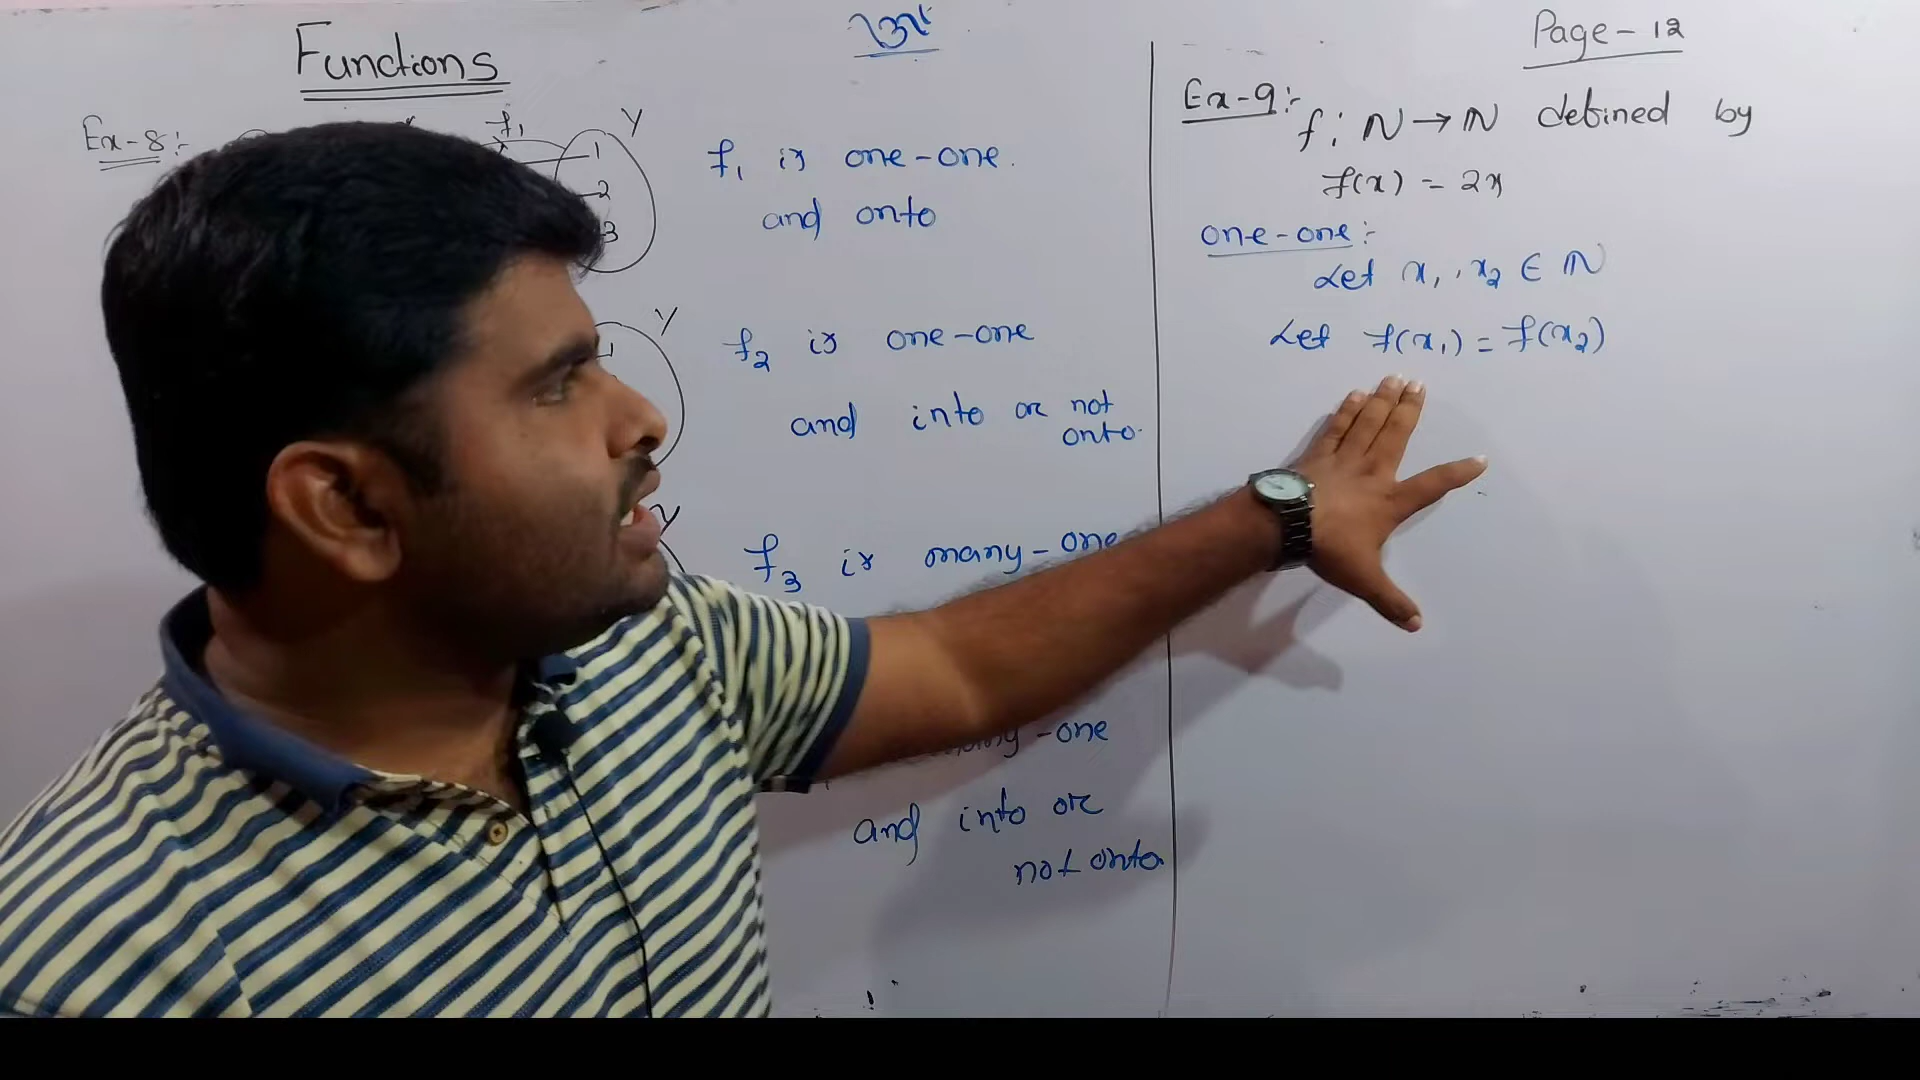 Functions
Page-12
Ex-8:-
f₁
Y
1
2
3
f₁ is one-one.
and onto
Y
1
f₂ is one-one
and into or not
onto.
Y
f₃ is many-one
-one
and into or
not onto
Ex-9:-
f: N → N defined by
f(x) = 2x
one-one:-
Let x₁, x₂ ∈ N
Let f(x₁) = f(x₂)